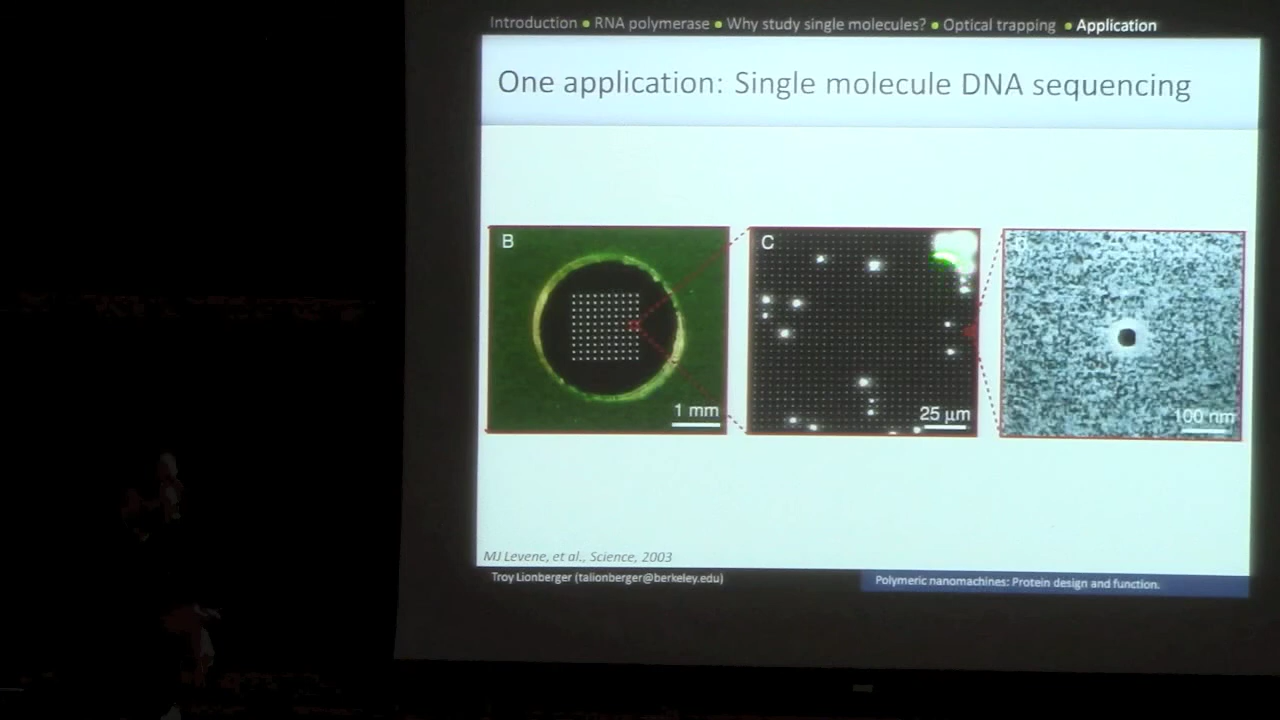 Introduction • RNA polymerase • Why study single molecules? • Optical trapping • Application
One application: Single molecule DNA sequencing
B
C
1 mm
25 µm
100 nm
MJ Levene, et al., Science, 2003
Troy Lionberger (talionberger@berkeley.edu)
Polymeric nanomachines: Protein design and function.